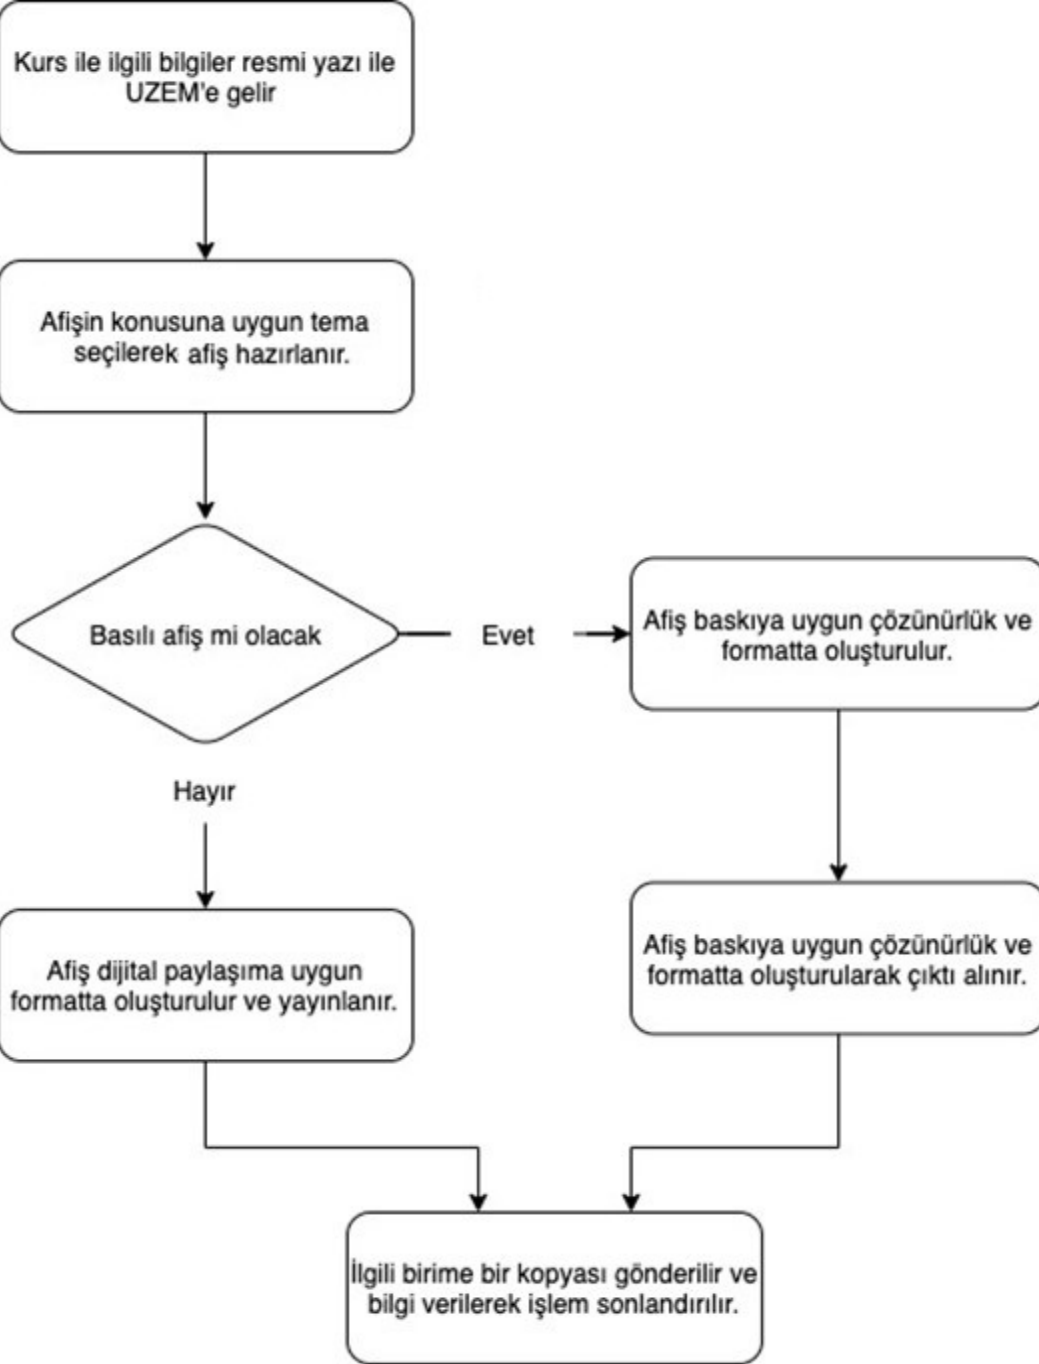 Kurs ile ilgili bilgiler resmi yazı ile
UZEM'e gelir
Afişin konusuna uygun tema
seçilerek afiş hazırlanır.
Basılı afiş mi olacak
Evet
Afiş baskıya uygun çözünürlük ve
formatta oluşturulur.
Hayır
Afiş dijital paylaşıma uygun
formatta oluşturulur ve yayınlanır.
Afiş baskıya uygun çözünürlük ve
formatta oluşturularak çıktı alınır.
İlgili birime bir kopyası gönderilir ve
bilgi verilerek işlem sonlandırılır.